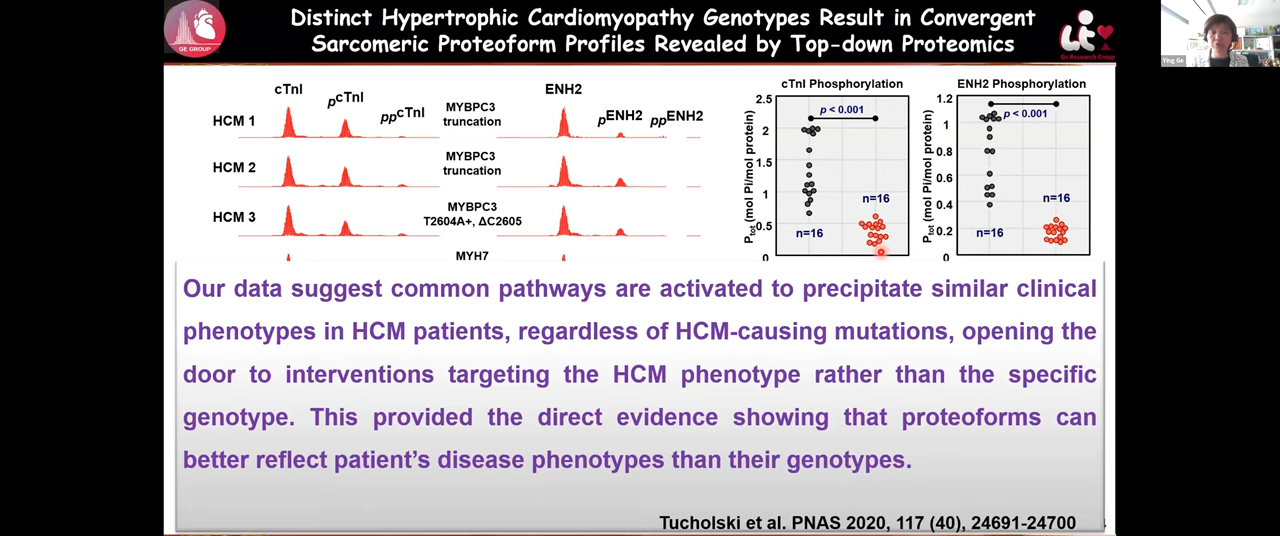 Distinct Hypertrophic Cardiomyopathy Genotypes Result in Convergent
Sarcomeric Proteoform Profiles Revealed by Top-down Proteomics
GE GROUP
Ge Research Group
Ying Ge
cTnI
pcTnI
ppcTnI
ENH2
pENH2
ppENH2
HCM 1
MYBPC3
truncation
HCM 2
MYBPC3
truncation
HCM 3
MYBPC3
T2604A+, ΔC2605
MYH7
cTnI Phosphorylation
Ptot (mol Pi/mol protein)
2.5
2
1.5
1
0.5
0
p < 0.001
n=16
n=16
ENH2 Phosphorylation
Ptot (mol Pi/mol protein)
1.2
1
0.8
0.6
0.4
0.2
0
p < 0.001
n=16
n=16
Our data suggest common pathways are activated to precipitate similar clinical
phenotypes in HCM patients, regardless of HCM-causing mutations, opening the
door to interventions targeting the HCM phenotype rather than the specific
genotype. This provided the direct evidence showing that proteoforms can
better reflect patient's disease phenotypes than their genotypes.
Tucholski et al. PNAS 2020, 117 (40), 24691-24700